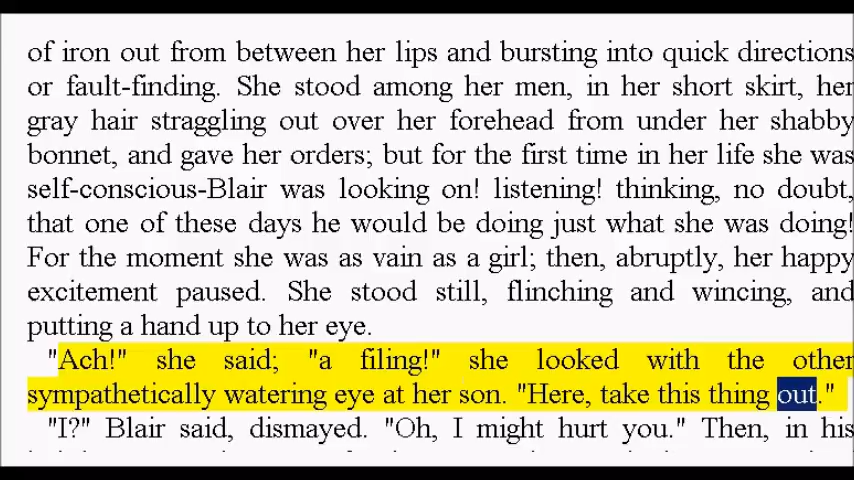 of iron out from between her lips and bursting into quick directions
or fault-finding. She stood among her men, in her short skirt, her
gray hair straggling out over her forehead from under her shabby
bonnet, and gave her orders; but for the first time in her life she was
self-conscious-Blair was looking on! listening! thinking, no doubt,
that one of these days he would be doing just what she was doing!
For the moment she was as vain as a girl; then, abruptly, her happy
excitement paused. She stood still, flinching and wincing, and
putting a hand up to her eye.
"Ach!" she said; "a filing!" she looked with the other
sympathetically watering eye at her son. "Here, take this thing out."
"I?" Blair said, dismayed. "Oh, I might hurt you." Then, in his